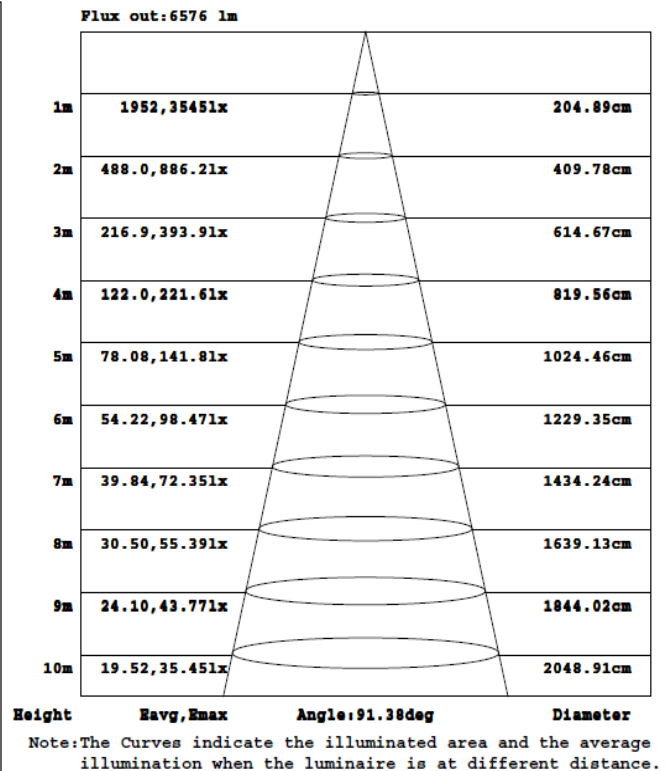 Flux out:6576 lm
1m 1952,3545lx 204.89cm
2m 488.0,886.2lx 409.78cm
3m 216.9,393.9lx 614.67cm
4m 122.0,221.6lx 819.56cm
5m 78.08,141.8lx 1024.46cm
6m 54.22,98.47lx 1229.35cm
7m 39.84,72.35lx 1434.24cm
8m 30.50,55.39lx 1639.13cm
9m 24.10,43.77lx 1844.02cm
10m 19.52,35.45lx 2048.91cm
Height Eavg,Emax Angle:91.38deg Diameter
Note:The Curves indicate the illuminated area and the average
illumination when the luminaire is at different distance.